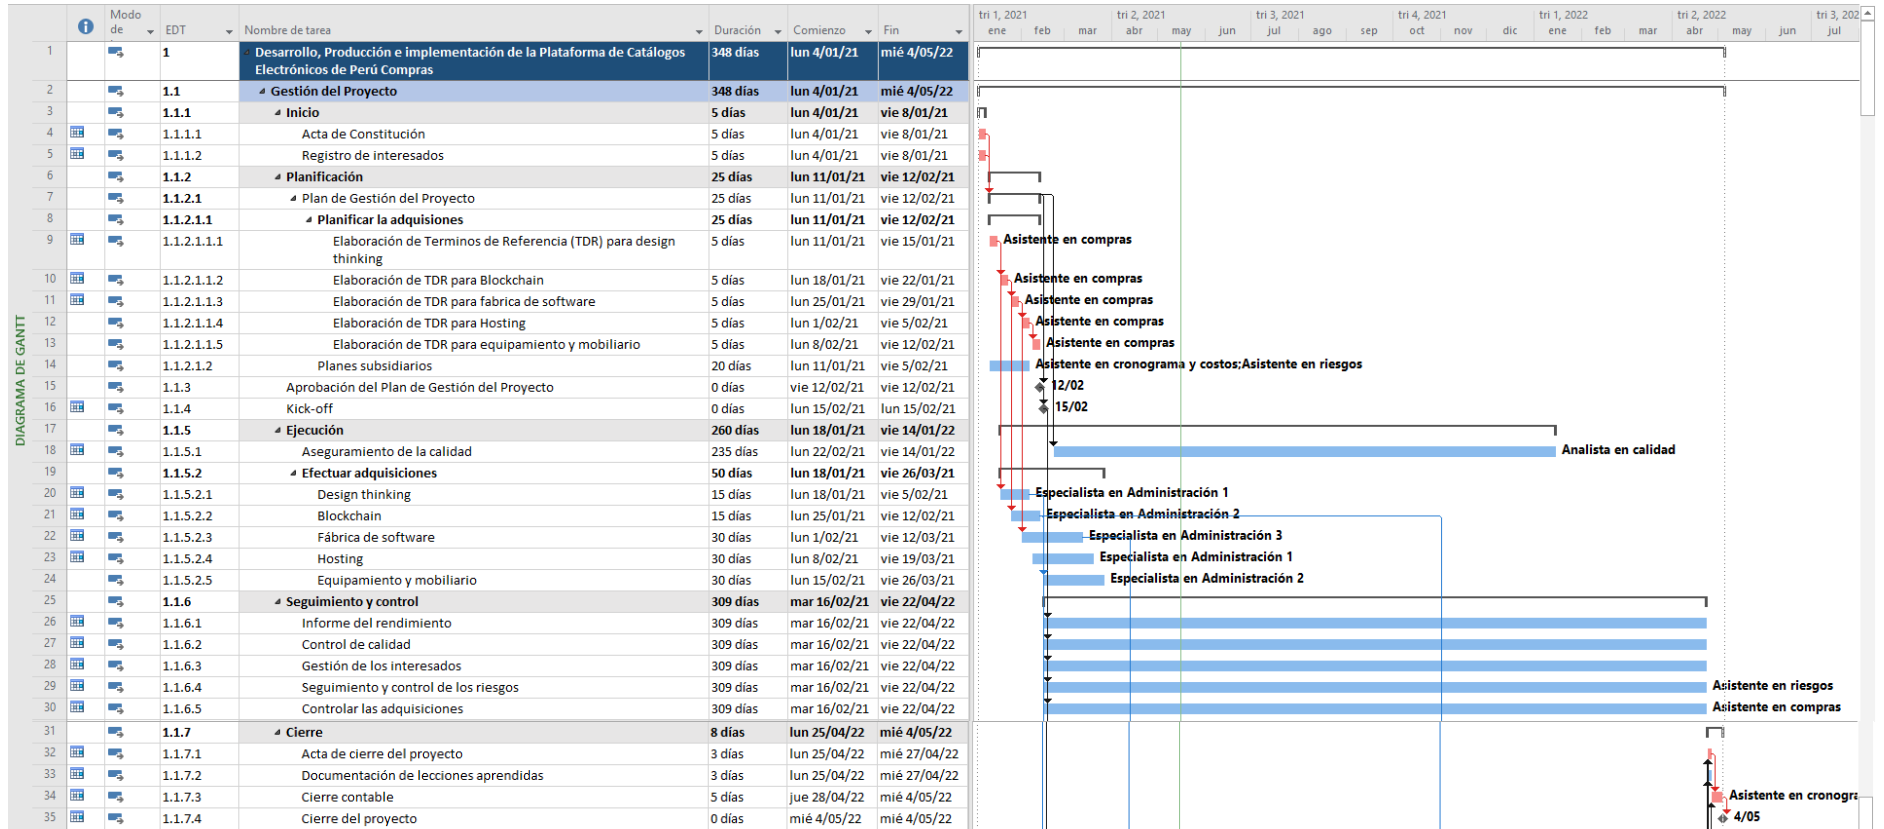 Modo de
EDT Nombre de tarea Duración Comienzo Fin
tri 1, 2021 tri 2, 2021 tri 3, 2021 tri 4, 2021 tri 1, 2022 tri 2, 2022 tri 3, 202
ene feb mar abr may jun jul ago sep oct nov dic ene feb mar abr may jun jul
DIAGRAMA DE GANTT
1 1 Desarrollo, Producción e implementación de la Plataforma de Catálogos 348 días lun 4/01/21 mié 4/05/22
Electrónicos de Perú Compras
2 1.1 Gestión del Proyecto 348 días lun 4/01/21 mié 4/05/22
3 1.1.1 Inicio 5 días lun 4/01/21 vie 8/01/21
4 1.1.1.1 Acta de Constitución 5 días lun 4/01/21 vie 8/01/21
5 1.1.1.2 Registro de interesados 5 días lun 4/01/21 vie 8/01/21
6 1.1.2 Planificación 25 días lun 11/01/21 vie 12/02/21
7 1.1.2.1 Plan de Gestión del Proyecto 25 días lun 11/01/21 vie 12/02/21
8 1.1.2.1.1 Planificar la adquisiones 25 días lun 11/01/21 vie 12/02/21
9 1.1.2.1.1.1 Elaboración de Terminos de Referencia (TDR) para design 5 días lun 11/01/21 vie 15/01/21 Asistente en compras
thinking
10 1.1.2.1.1.2 Elaboración de TDR para Blockchain 5 días lun 18/01/21 vie 22/01/21 Asistente en compras
11 1.1.2.1.1.3 Elaboración de TDR para fabrica de software 5 días lun 25/01/21 vie 29/01/21 Asistente en compras
12 1.1.2.1.1.4 Elaboración de TDR para Hosting 5 días lun 1/02/21 vie 5/02/21 Asistente en compras
13 1.1.2.1.1.5 Elaboración de TDR para equipamiento y mobiliario 5 días lun 8/02/21 vie 12/02/21 Asistente en compras
14 1.1.2.1.2 Planes subsidiarios 20 días lun 11/01/21 vie 5/02/21 Asistente en cronograma y costos;Asistente en riesgos
15 1.1.3 Aprobación del Plan de Gestión del Proyecto 0 días vie 12/02/21 vie 12/02/21 12/02
16 1.1.4 Kick-off 0 días lun 15/02/21 lun 15/02/21 15/02
17 1.1.5 Ejecución 260 días lun 18/01/21 vie 14/01/22
18 1.1.5.1 Aseguramiento de la calidad 235 días lun 22/02/21 vie 14/01/22 Analista en calidad
19 1.1.5.2 Efectuar adquisiciones 50 días lun 18/01/21 vie 26/03/21
20 1.1.5.2.1 Design thinking 15 días lun 18/01/21 vie 5/02/21 Especialista en Administración 1
21 1.1.5.2.2 Blockchain 15 días lun 25/01/21 vie 12/02/21 Especialista en Administración 2
22 1.1.5.2.3 Fábrica de software 30 días lun 1/02/21 vie 12/03/21 Especialista en Administración 3
23 1.1.5.2.4 Hosting 30 días lun 8/02/21 vie 19/03/21 Especialista en Administración 1
24 1.1.5.2.5 Equipamiento y mobiliario 30 días lun 15/02/21 vie 26/03/21 Especialista en Administración 2
25 1.1.6 Seguimiento y control 309 días mar 16/02/21 vie 22/04/22
26 1.1.6.1 Informe del rendimiento 309 días mar 16/02/21 vie 22/04/22
27 1.1.6.2 Control de calidad 309 días mar 16/02/21 vie 22/04/22
28 1.1.6.3 Gestión de los interesados 309 días mar 16/02/21 vie 22/04/22
29 1.1.6.4 Seguimiento y control de los riesgos 309 días mar 16/02/21 vie 22/04/22 Asistente en riesgos
30 1.1.6.5 Controlar las adquisiciones 309 días mar 16/02/21 vie 22/04/22 Asistente en compras
31 1.1.7 Cierre 8 días lun 25/04/22 mié 4/05/22
32 1.1.7.1 Acta de cierre del proyecto 3 días lun 25/04/22 mié 27/04/22
33 1.1.7.2 Documentación de lecciones aprendidas 3 días lun 25/04/22 mié 27/04/22
34 1.1.7.3 Cierre contable 5 días jue 28/04/22 mié 4/05/22 Asistente en cronogra
35 1.1.7.4 Cierre del proyecto 0 días mié 4/05/22 mié 4/05/22 4/05